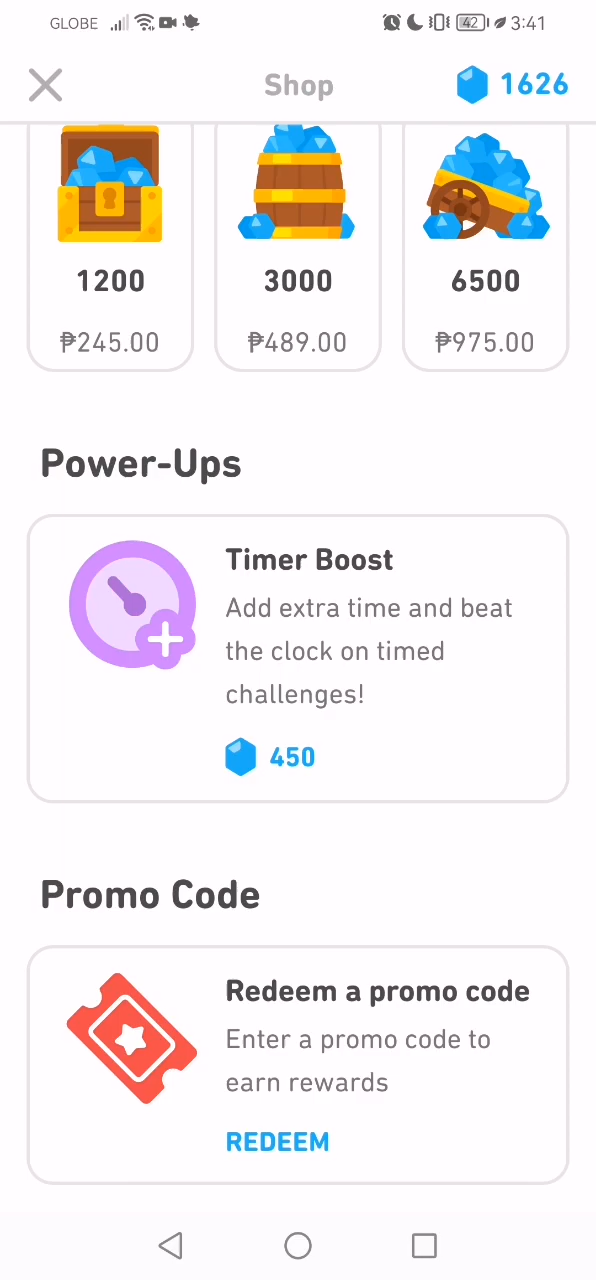 GLOBE 42 3:41
Shop 1626
1200 3000 6500
₱245.00 ₱489.00 ₱975.00
Power-Ups
Timer Boost
Add extra time and beat
the clock on timed
challenges!
450
Promo Code
Redeem a promo code
Enter a promo code to
earn rewards
REDEEM